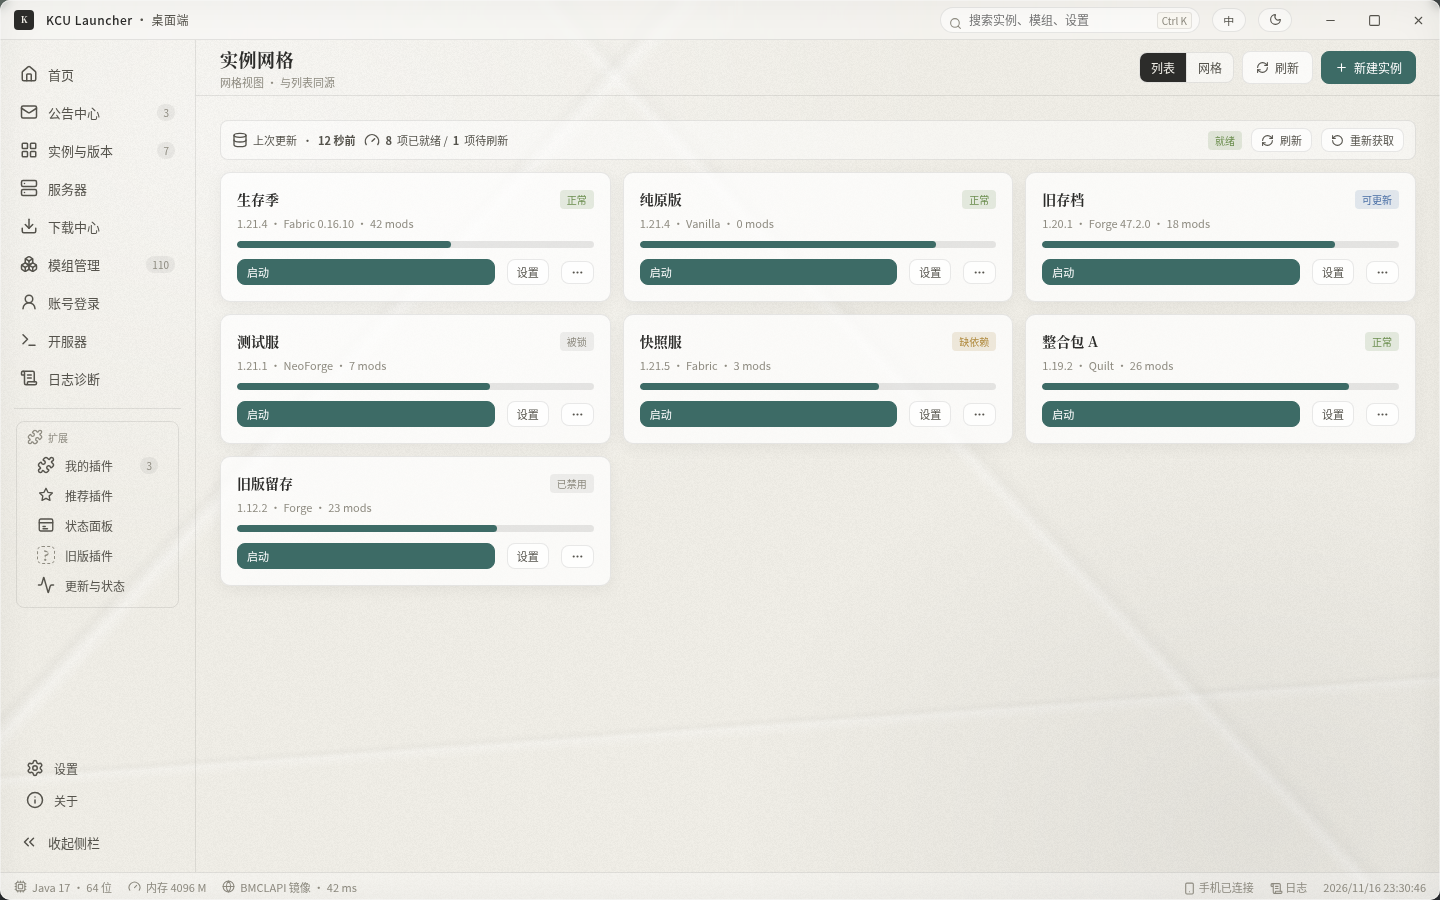 K KCU Launcher • 桌面端
搜索实例、模组、设置 Ctrl K 中
首页
公告中心 3
实例与版本 7
服务器
下载中心
模组管理 110
账号登录
开服器
日志诊断
扩展
我的插件 3
推荐插件
状态面板
旧版插件
更新与状态
设置
关于
收起侧栏
实例网格
网格视图 • 与列表同源
列表 网格 刷新 新建实例
上次更新 • 12 秒前 8 项已就绪 / 1 项待刷新
就绪 刷新 重新获取
生存季 正常
1.21.4 • Fabric 0.16.10 • 42 mods
启动 设置
纯原版 正常
1.21.4 • Vanilla • 0 mods
启动 设置
旧存档 可更新
1.20.1 • Forge 47.2.0 • 18 mods
启动 设置
测试服 被锁
1.21.1 • NeoForge • 7 mods
启动 设置
快照服 缺依赖
1.21.5 • Fabric • 3 mods
启动 设置
整合包 A 正常
1.19.2 • Quilt • 26 mods
启动 设置
旧版留存 已禁用
1.12.2 • Forge • 23 mods
启动 设置
Java 17 • 64 位 内存 4096 M BMCLAPI 镜像 • 42 ms
手机已连接 日志 2026/11/16 23:30:46